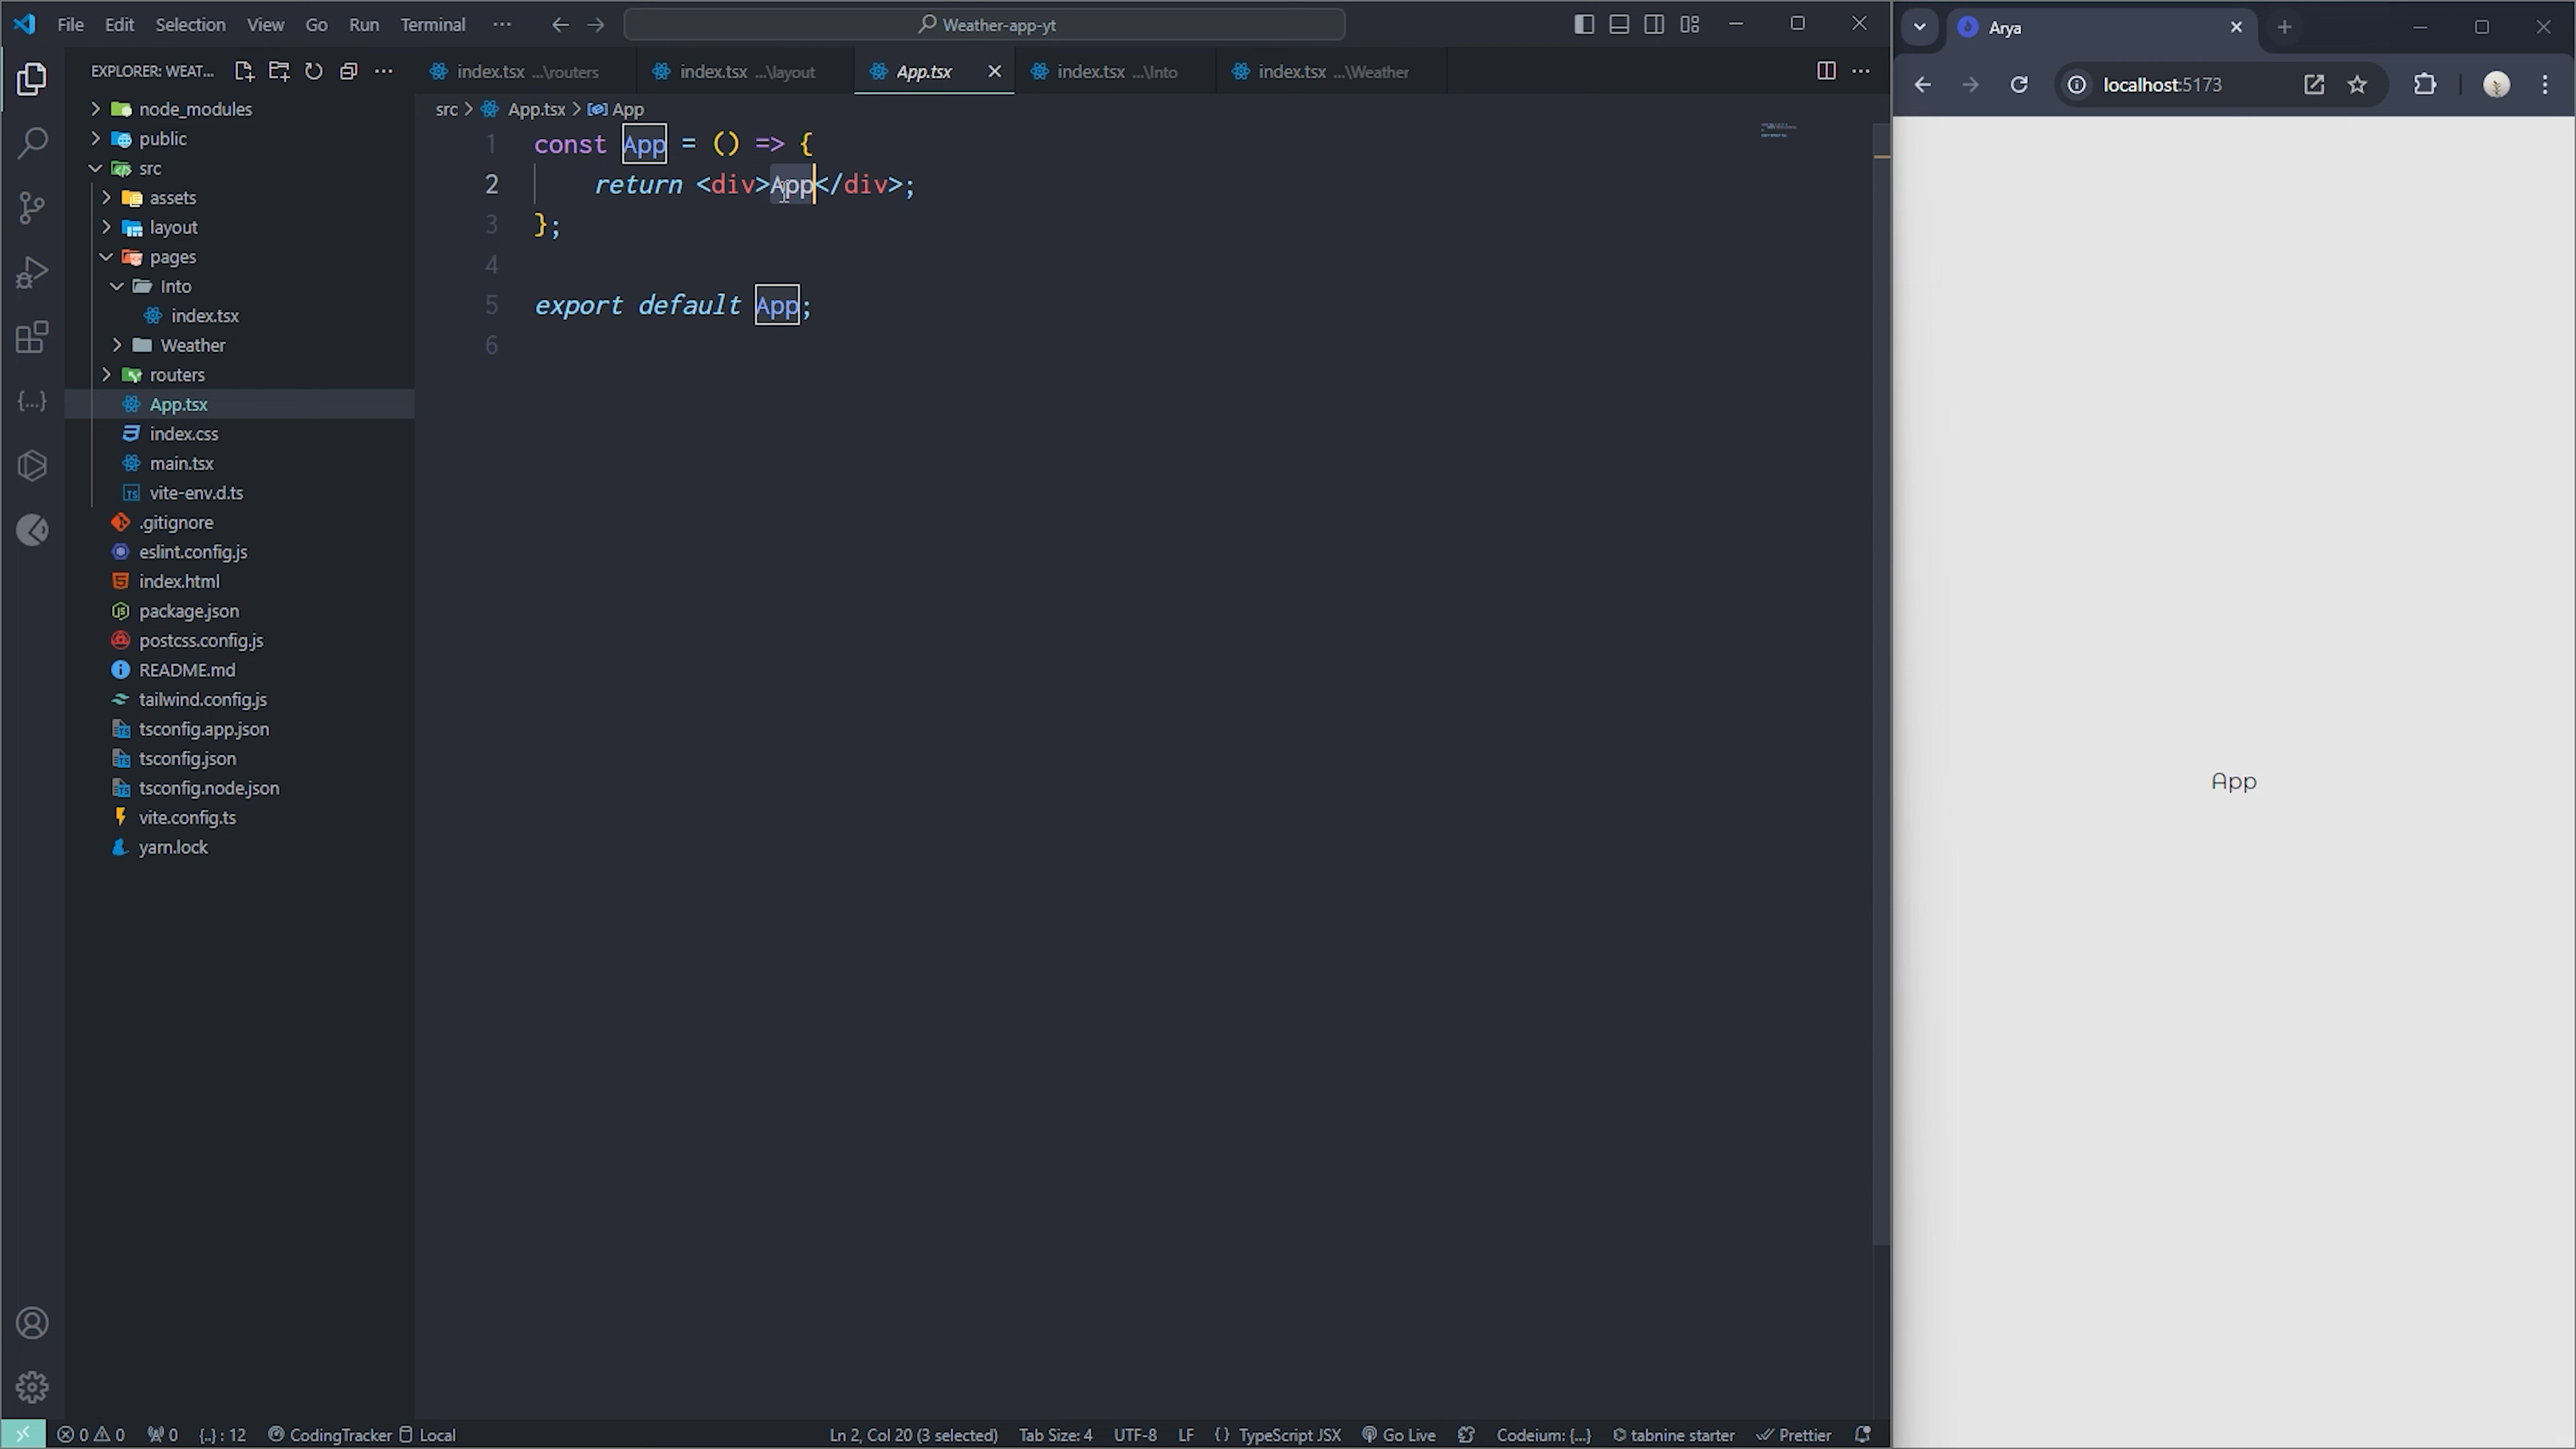 File Edit Selection View Go Run Terminal ··· Weather-app-yt
EXPLORER: WEAT...
node_modules
public
src
assets
layout
pages
Into
index.tsx
Weather
routers
App.tsx
index.css
main.tsx
vite-env.d.ts
.gitignore
eslint.config.js
index.html
package.json
postcss.config.js
README.md
tailwind.config.js
tsconfig.app.json
tsconfig.json
tsconfig.node.json
vite.config.ts
yarn.lock
index.tsx ...\routers index.tsx ...\layout App.tsx index.tsx ...\Into index.tsx ...\Weather
src > App.tsx > App
1 const App = () => {
2 return <div>App</div>;
3 };
4
5 export default App;
6
Arya
localhost:5173
App
0 0 0 {..} : 12 CodingTracker Local Ln 2, Col 20 (3 selected) Tab Size: 4 UTF-8 LF {} TypeScript JSX Go Live Codeium: {...} tabnine starter Prettier